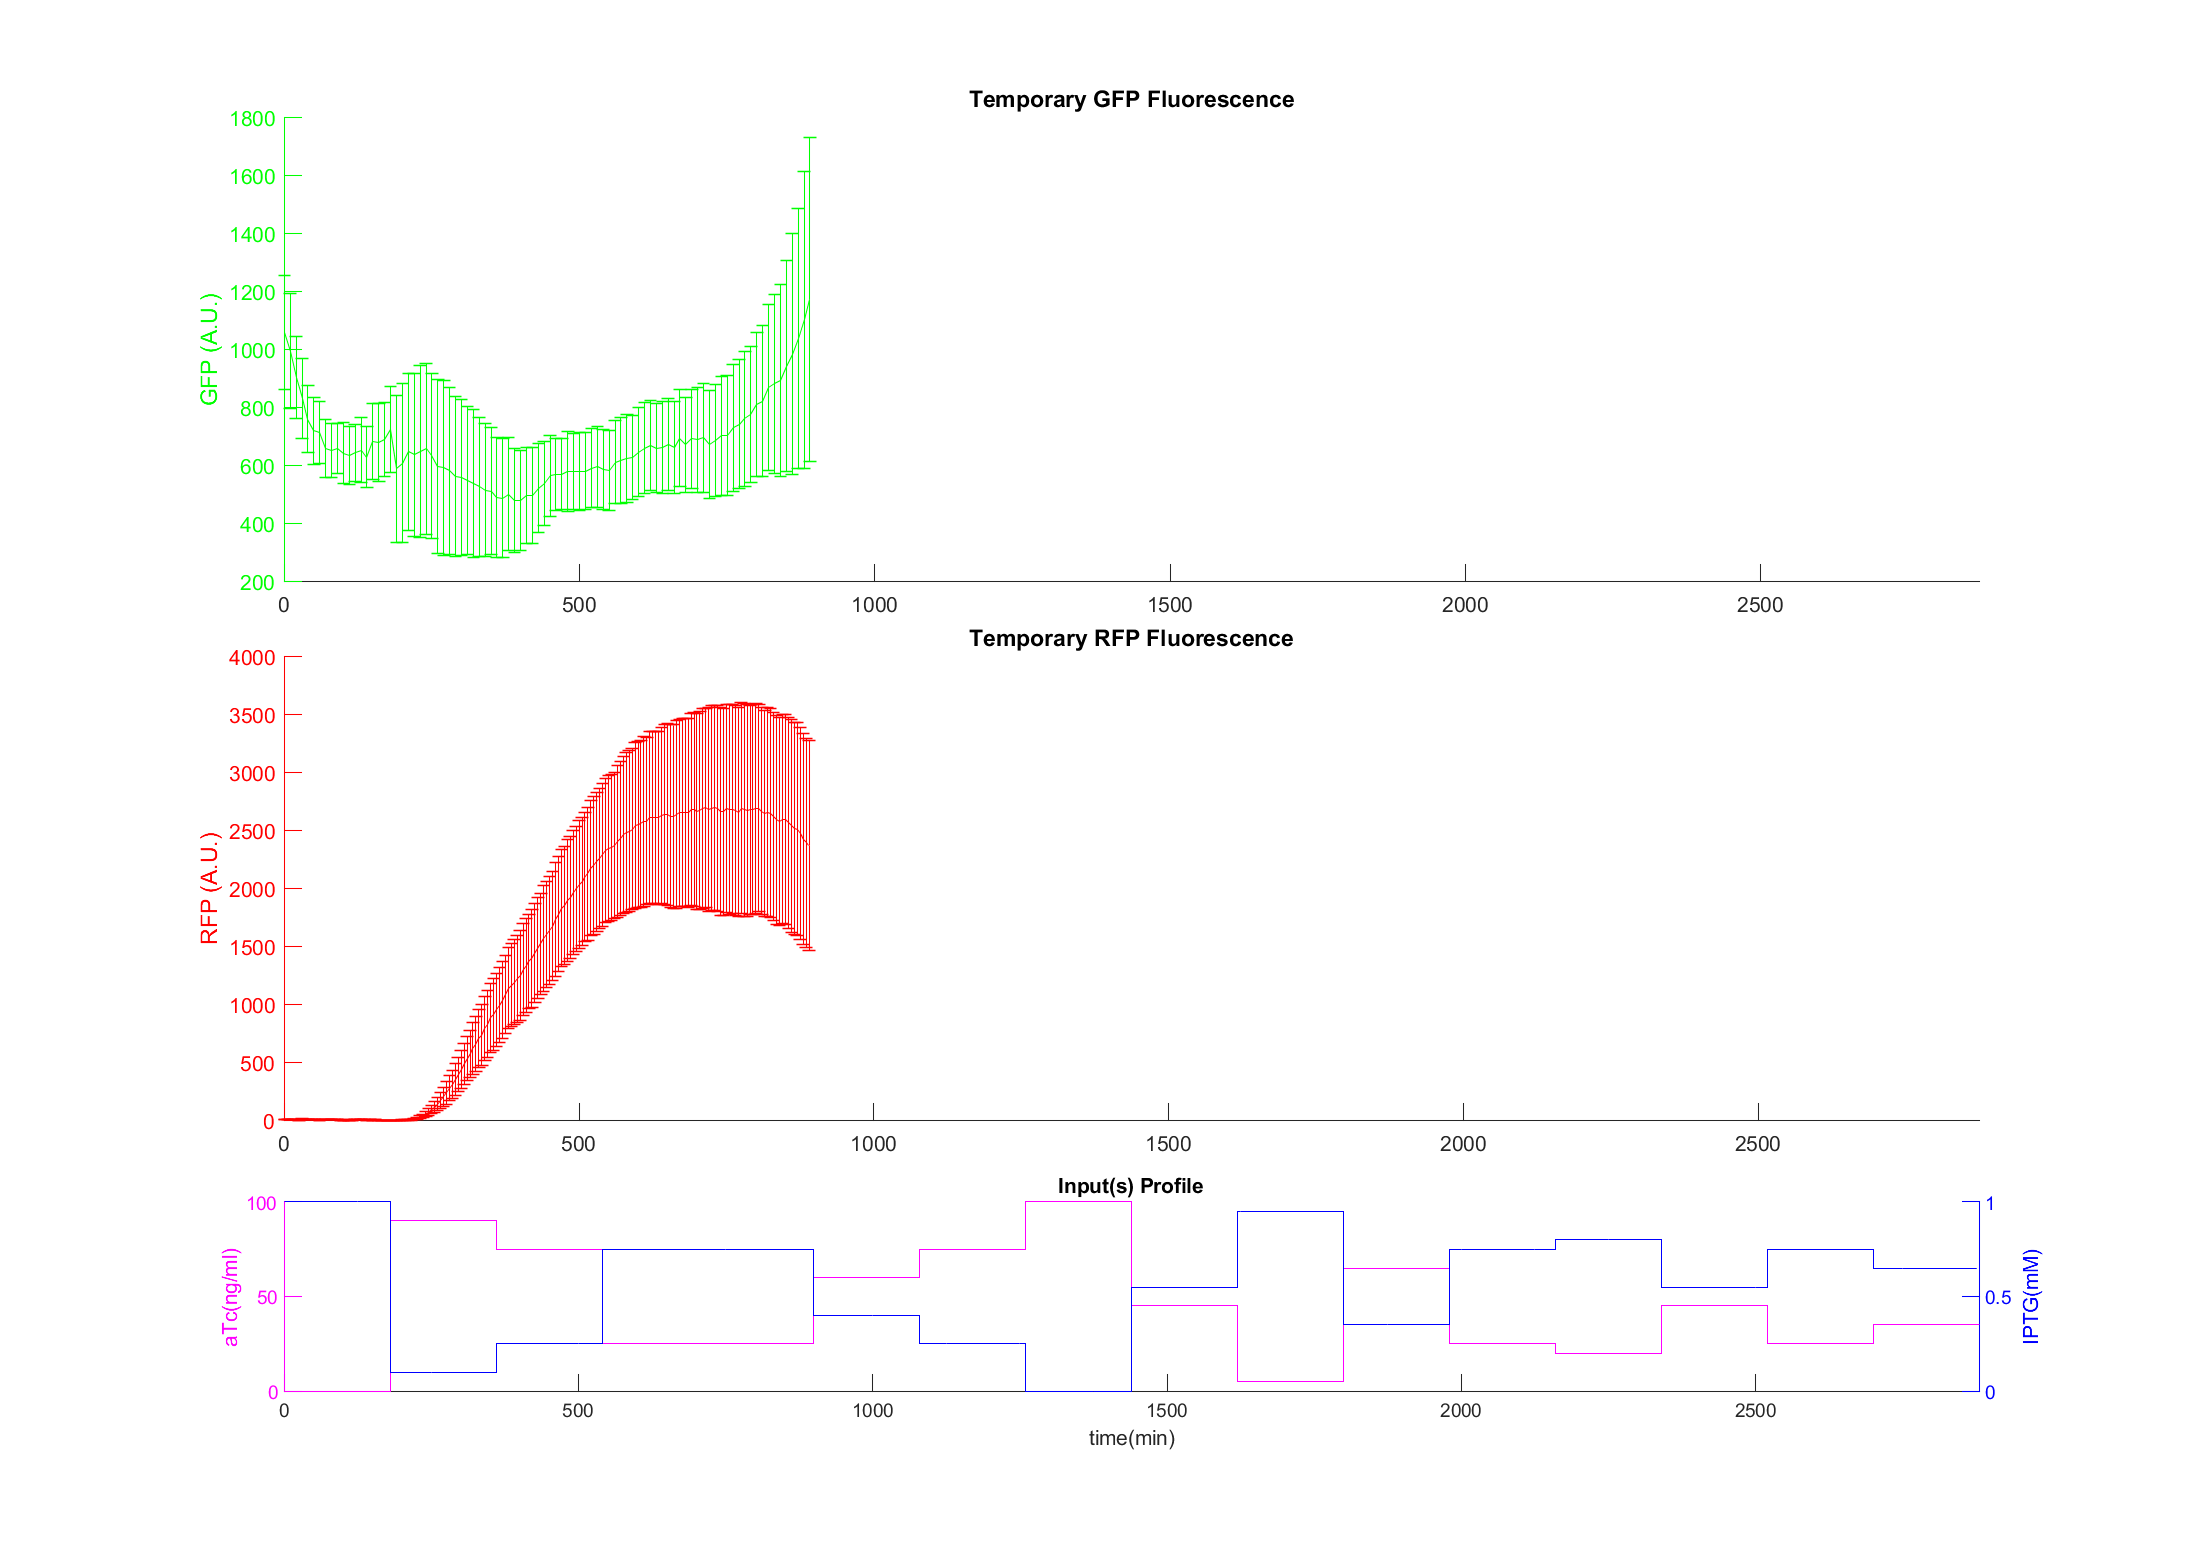 Temporary GFP Fluorescence
1800
1600
1400
1200
1000
800
600
400
200
GFP (A.U.)
0 500 1000 1500 2000 2500
Temporary RFP Fluorescence
4000
3500
3000
2500
2000
1500
1000
500
0
RFP (A.U.)
0 500 1000 1500 2000 2500
Input(s) Profile
100
50
0
aTc(ng/ml)
1
0.5
0
IPTG(mM)
0 500 1000 1500 2000 2500
time(min)